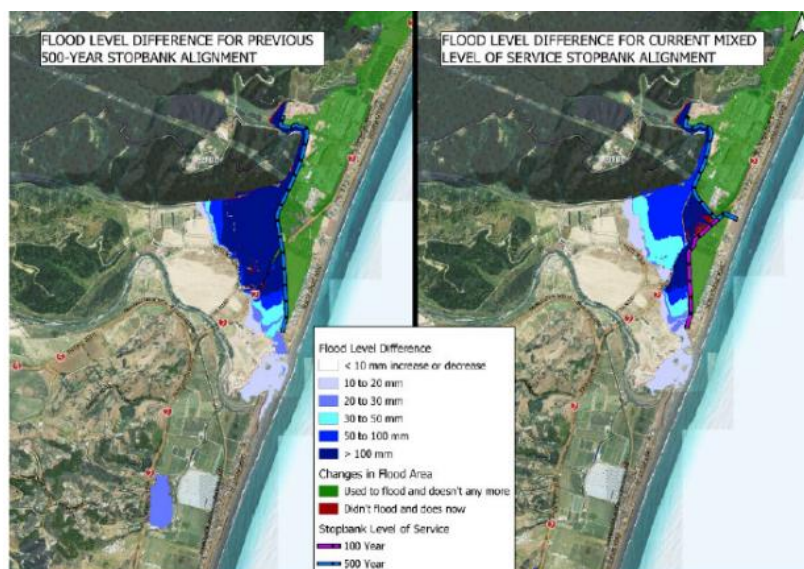 FLOOD LEVEL DIFFERENCE FOR PREVIOUS
500-YEAR STOPBANK ALIGNMENT
FLOOD LEVEL DIFFERENCE FOR CURRENT MIXED
LEVEL OF SERVICE STOPBANK ALIGNMENT
Flood Level Difference
< 10 mm increase or decrease
10 to 20 mm
20 to 30 mm
30 to 50 mm
50 to 100 mm
> 100 mm
Changes in Flood Area
Used to flood and doesn't any more
Didn't flood and does now
Stopbank Level of Service
100 Year
500 Year